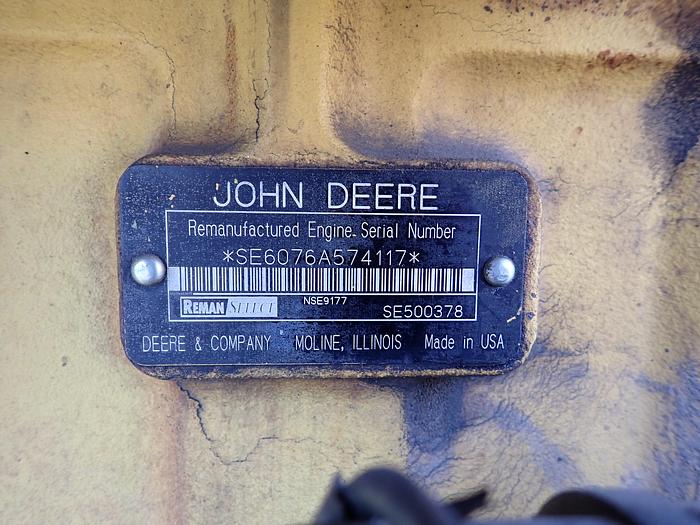 JOHN DEERE
Remanufactured Engine Serial Number
*SE6076A574117*
NSE9177
REMAN SELECT
SE500378
DEERE & COMPANY MOLINE, ILLINOIS Made in USA